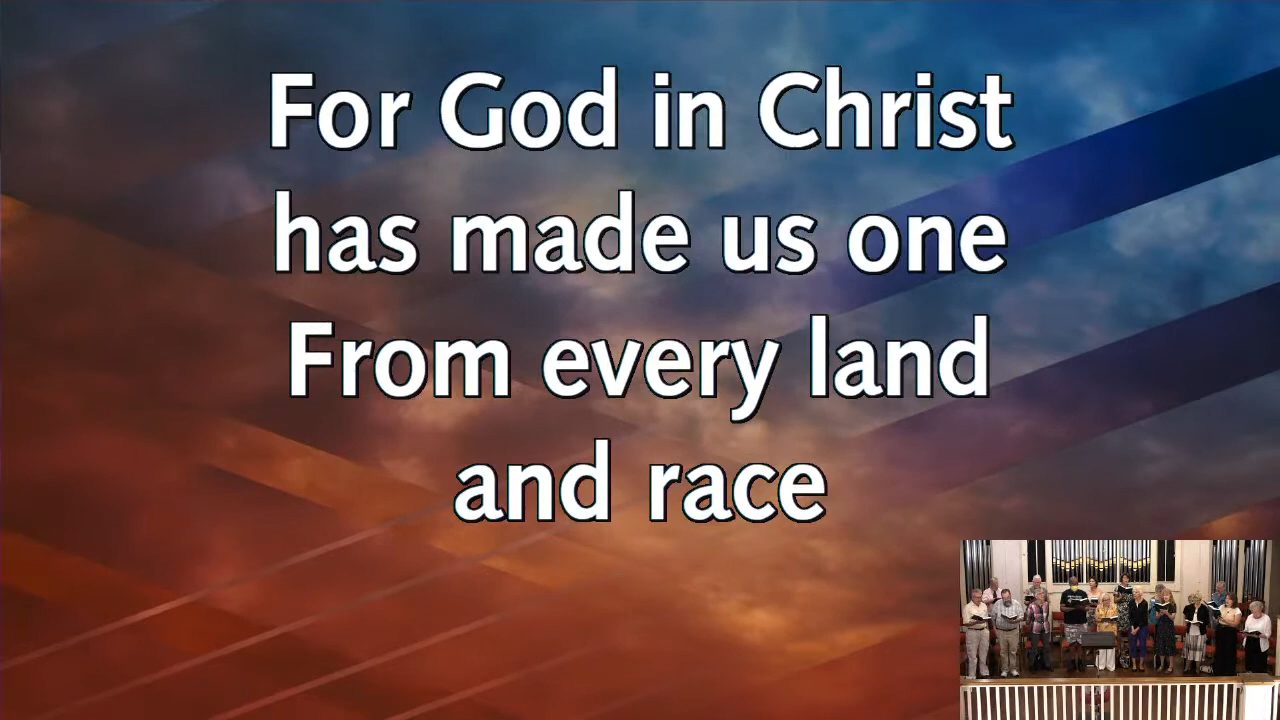 For God in Christ
has made us one
From every land
and race